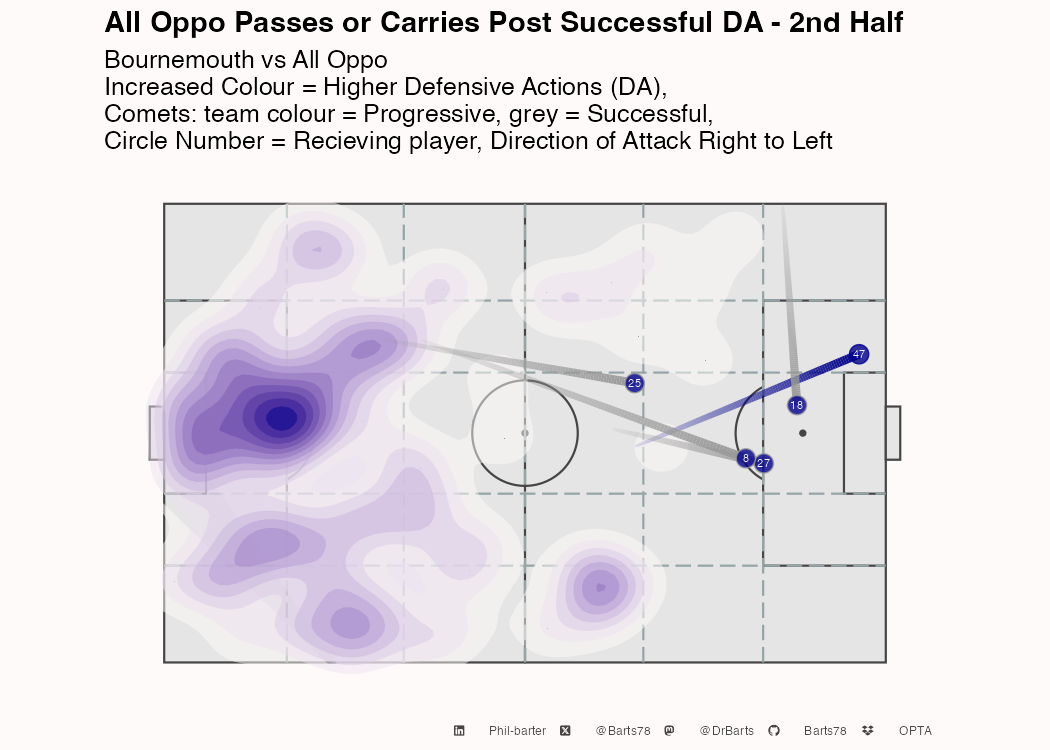 All Oppo Passes or Carries Post Successful DA - 2nd Half
Bournemouth vs All Oppo
Increased Colour = Higher Defensive Actions (DA),
Comets: team colour = Progressive, grey = Successful,
Circle Number = Recieving player, Direction of Attack Right to Left
47
25
18
8 27
Phil-barter @Barts78 @DrBarts Barts78 OPTA